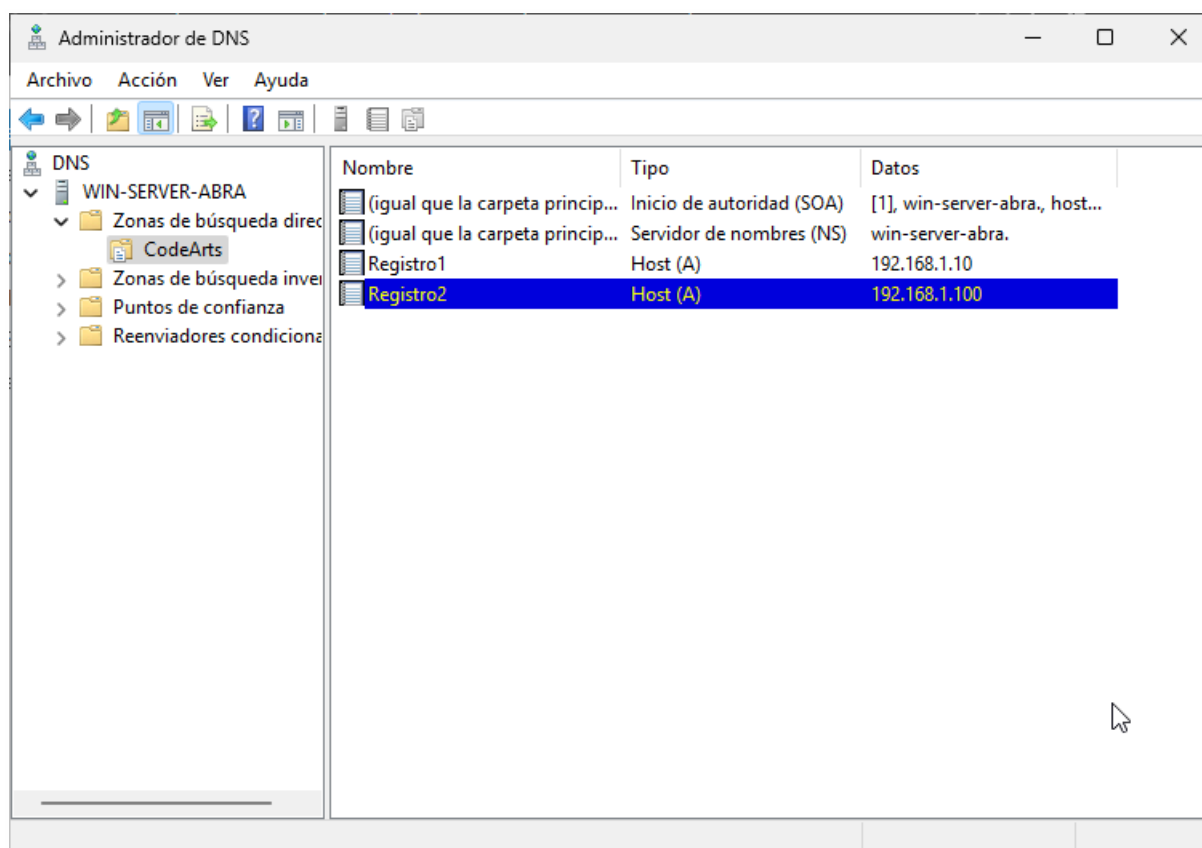 Administrador de DNS
Archivo Acción Ver Ayuda
DNS
WIN-SERVER-ABRA
Zonas de búsqueda direc
CodeArts
Zonas de búsqueda inver
Puntos de confianza
Reenviadores condiciona
Nombre Tipo Datos
(igual que la carpeta princip... Inicio de autoridad (SOA) [1], win-server-abra., host...
(igual que la carpeta princip... Servidor de nombres (NS) win-server-abra.
Registro1 Host (A) 192.168.1.10
Registro2 Host (A) 192.168.1.100